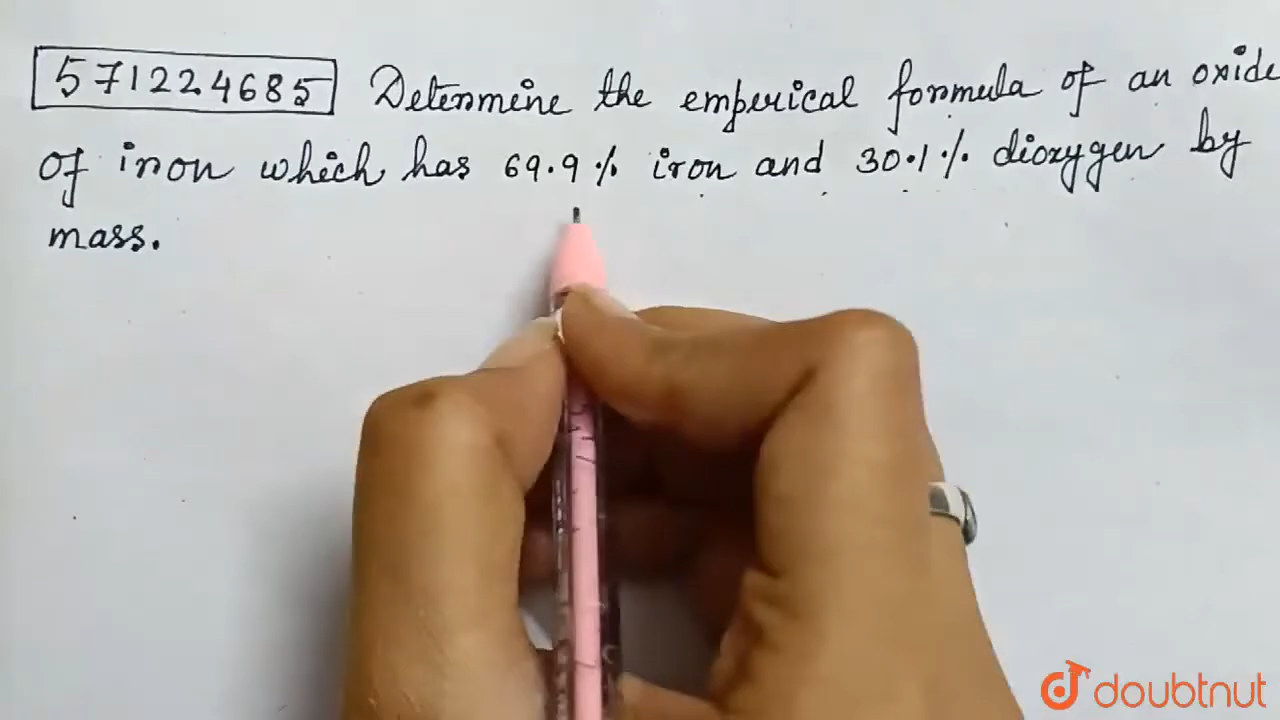 571224685 Determine the emperical formula of an oxide
of iron which has 69.9% iron and 30.1% dioxygen by
mass.
doubtnut